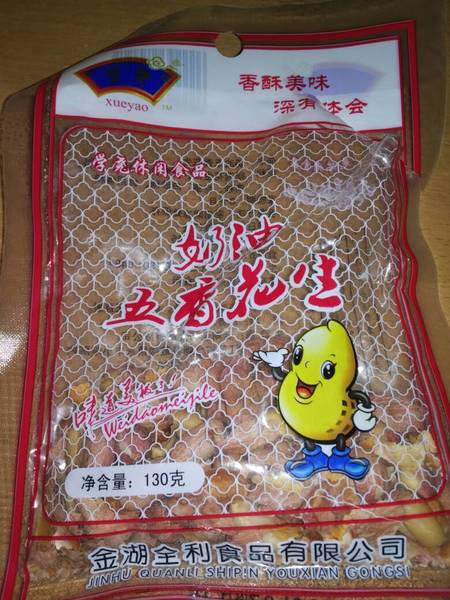 xueyao
TM
香酥美味
深有体会
学尧休闲食品
奶油
五香花生
味道美极了!
Weidaomeijile
净含量：130克
金湖全利食品有限公司
JINHU QUANLI SHIPIN YOUXIAN GONGSI